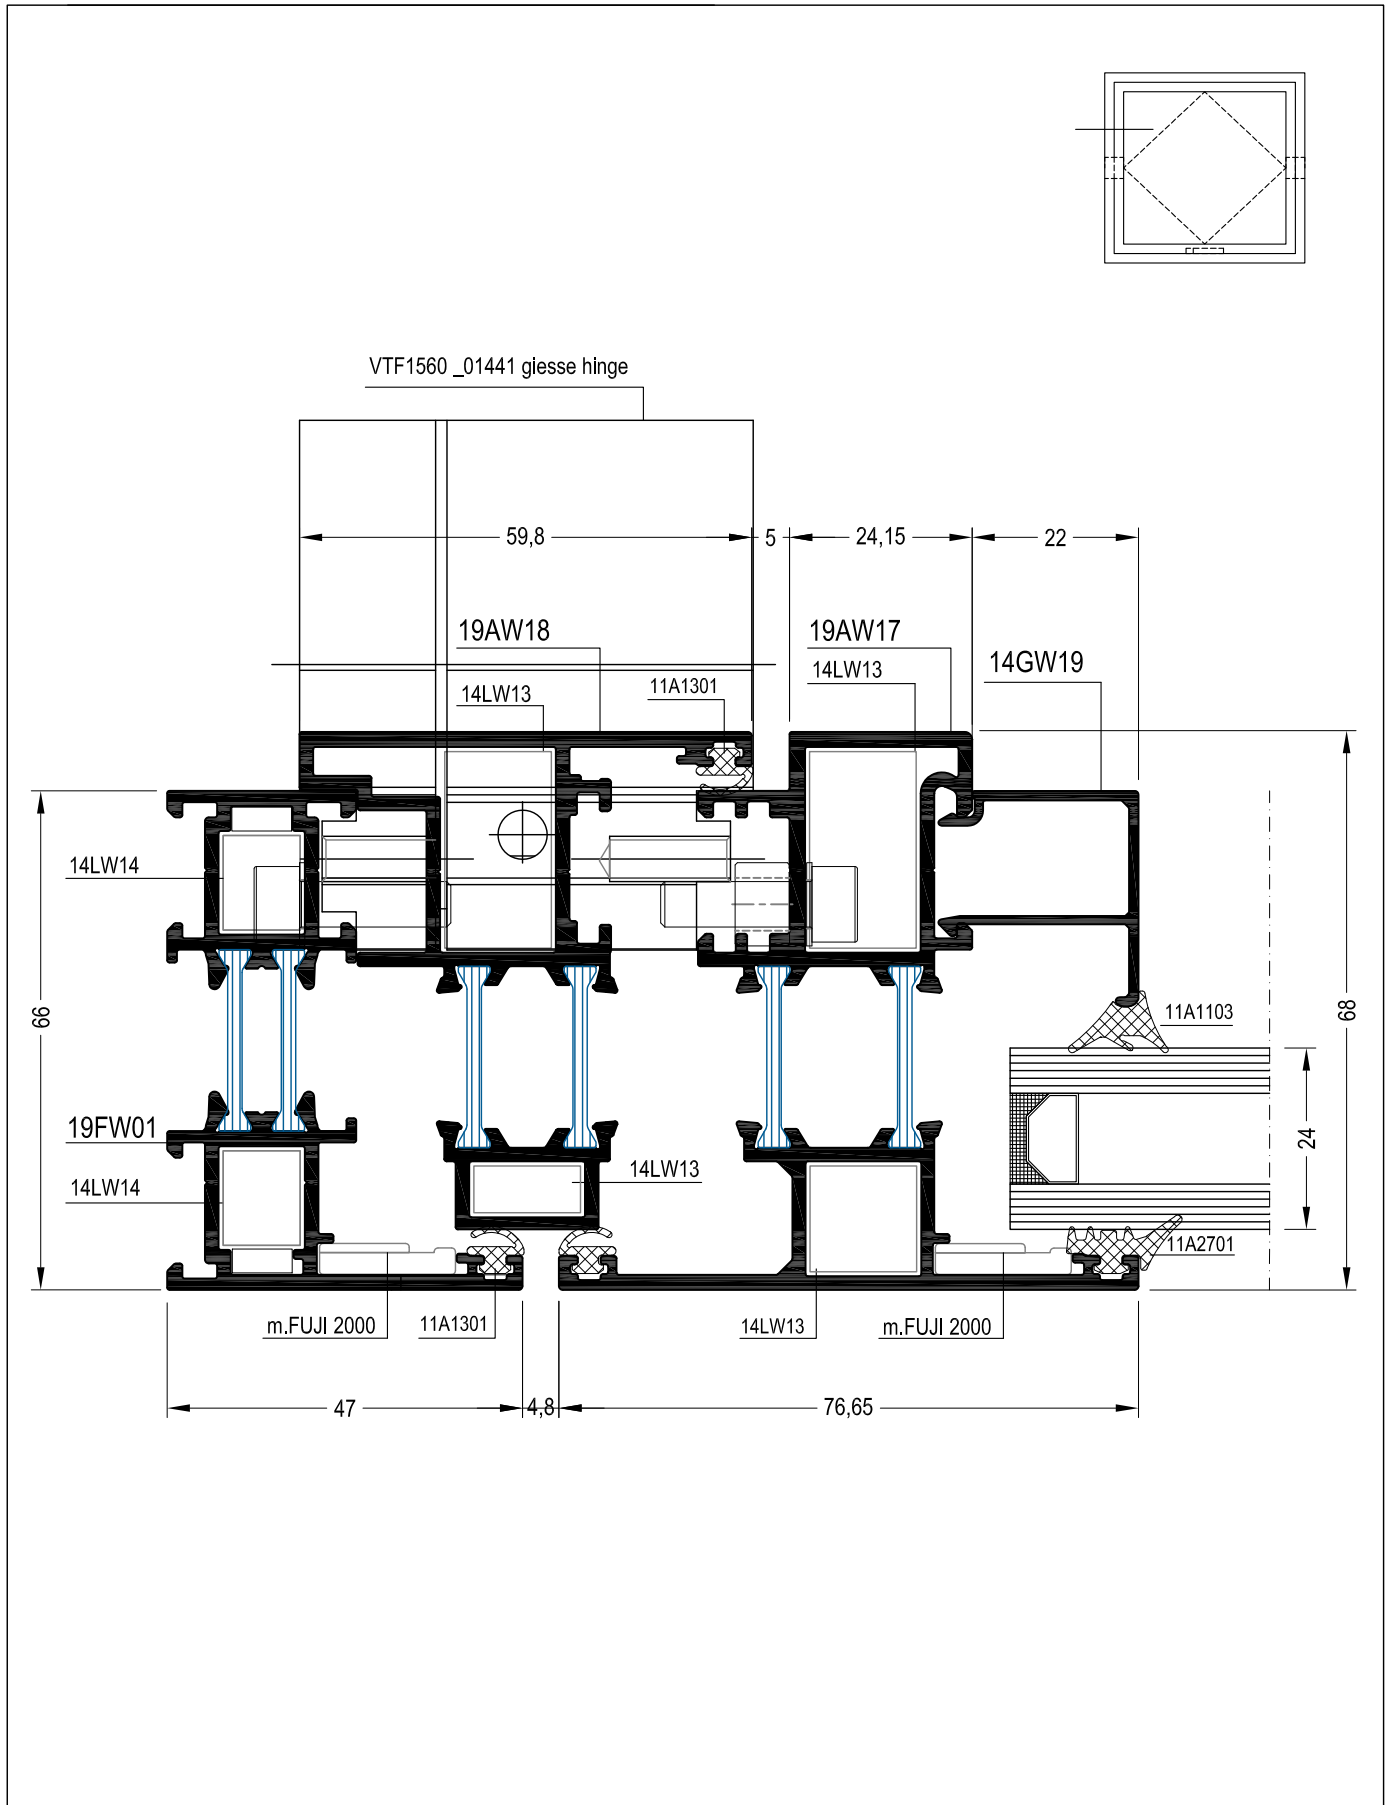 VTF1560 _01441 giesse hinge
59,8
5
24,15
22
19AW18
19AW17
14GW19
14LW13
11A1301
14LW13
14LW14
66
68
11A1103
19FW01
24
14LW14
14LW13
11A2701
m.FUJI 2000
11A1301
14LW13
m.FUJI 2000
47
4,8
76,65